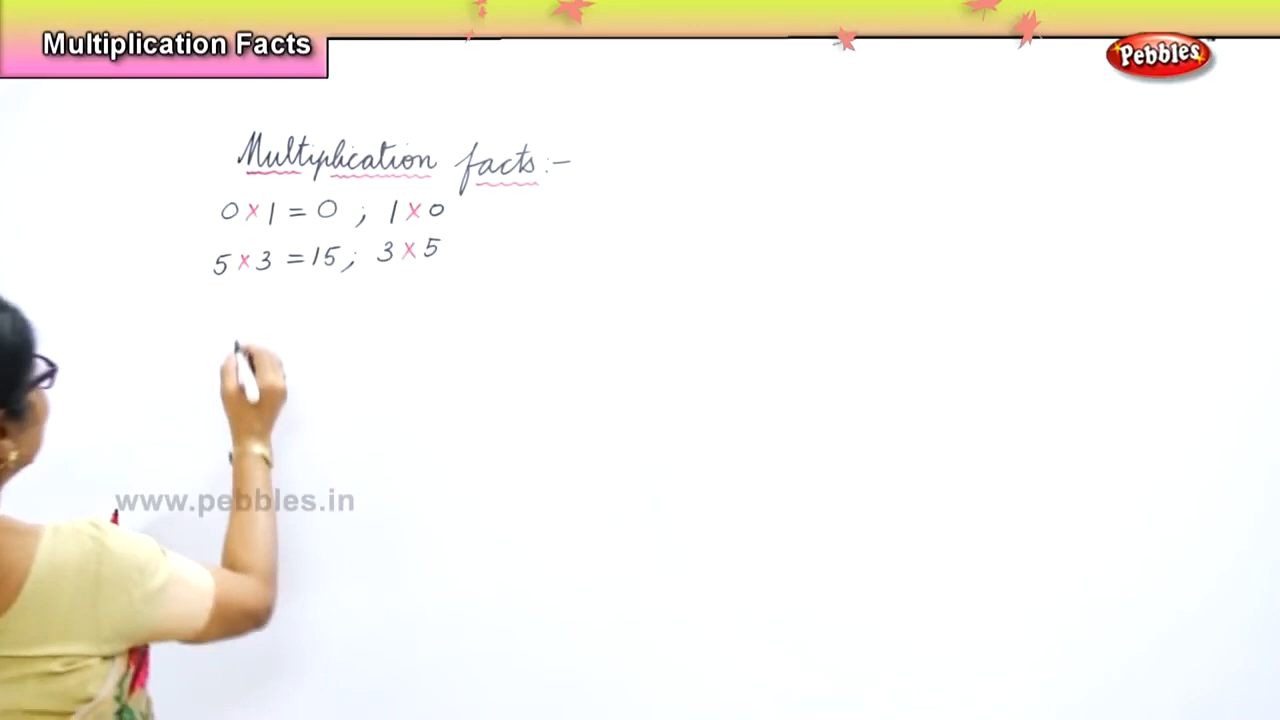 Multiplication Facts
Pebbles
Multiplication facts:-
0 × 1 = 0 ; 1 × 0
5 × 3 = 15 ; 3 × 5
www.pebbles.in